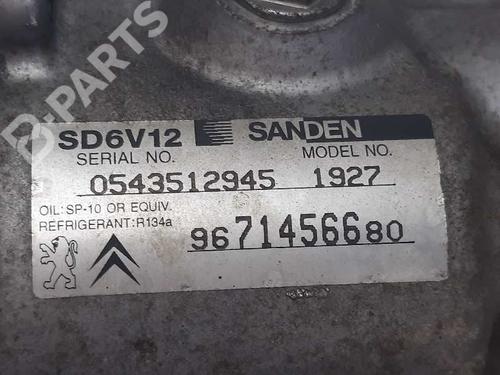 B-PARTS
SD6V12 SANDEN
SERIAL NO. MODEL NO.
0543512945 1927
OIL: SP-10 OR EQUIV.
REFRIGERANT: R134a
9671456680